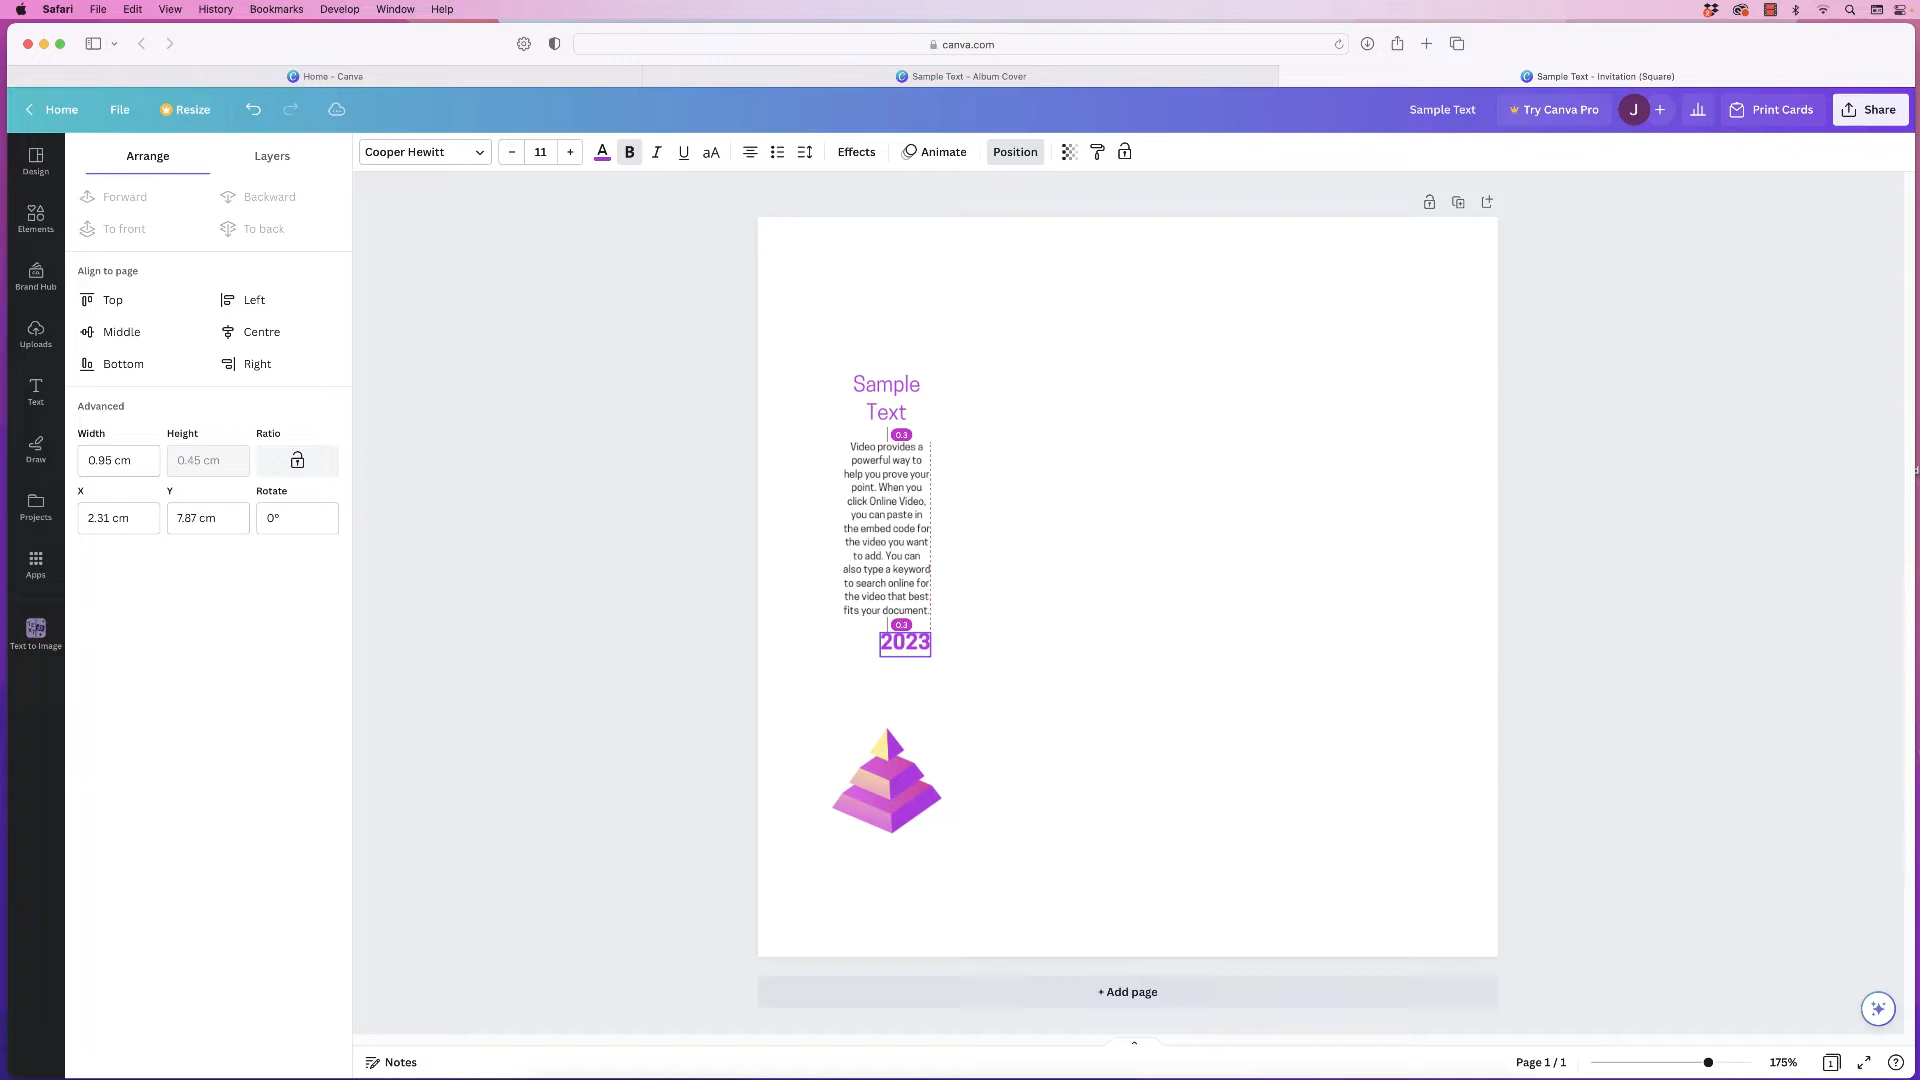 Safari File Edit View History Bookmarks Develop Window Help
canva.com
Home – Canva
Sample Text – Album Cover
Sample Text – Invitation (Square)
Home File Resize
Sample Text Try Canva Pro J Print Cards Share
Arrange Layers
Cooper Hewitt 11 A B I U aA Effects Animate Position
Design
Elements
Brand Hub
Uploads
Text
Draw
Projects
Apps
Text to Image
Forward Backward
To front To back
Align to page
Top Left
Middle Centre
Bottom Right
Advanced
Width Height Ratio
0.95 cm 0.45 cm
X Y Rotate
2.31 cm 7.87 cm 0°
Sample
Text
0.3
Video provides a
powerful way to
help you prove your
point. When you
click Online Video,
you can paste in
the embed code for
the video you want
to add. You can
also type a keyword
to search online for
the video that best
fits your document.
0.3
2023
+ Add page
Notes
Page 1 / 1 175% 1 ?